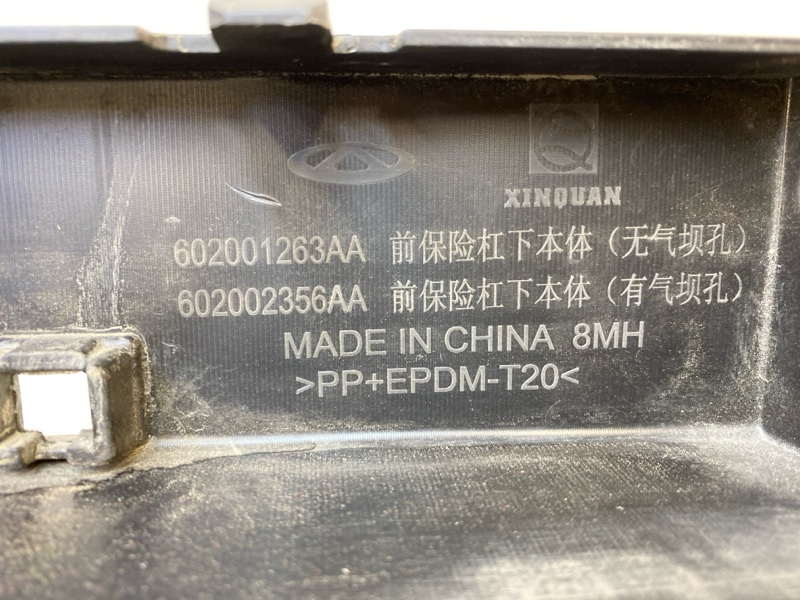 XINQUAN
602001263AA 前保险杠下本体（无气坝孔）
602002356AA 前保险杠下本体（有气坝孔）
MADE IN CHINA 8MH
>PP+EPDM-T20<